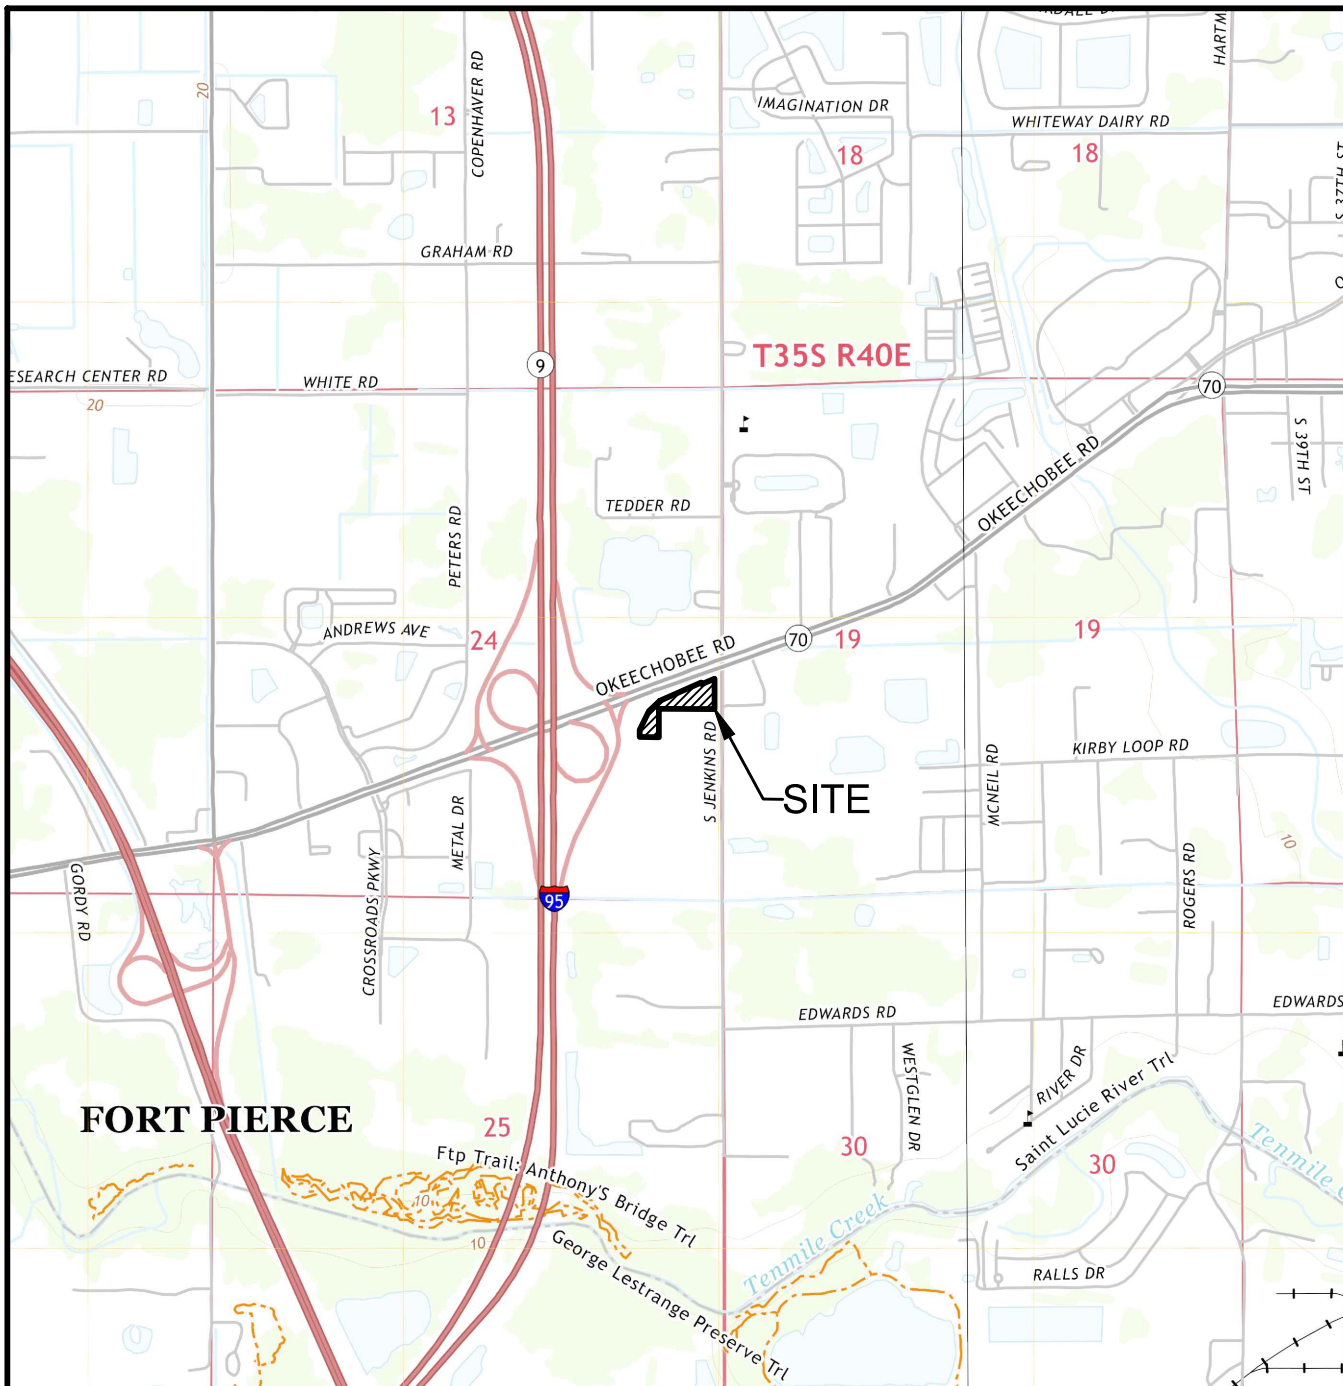 COPENHAVER RD
20
13
IMAGINATION DR
WHITEWAY DAIRY RD
18
18
GRAHAM RD
9
T35S R40E
ESEARCH CENTER RD
WHITE RD
70
20
S 39TH ST
OKEECHOBEE RD
TEDDER RD
PETERS RD
ANDREWS AVE
24
OKEECHOBEE RD
70
19
19
S JENKINS RD
KIRBY LOOP RD
MCNEIL RD
SITE
METAL DR
10
CROSSROADS PKWY
GORDY RD
95
ROGERS RD
EDWARDS RD
EDWARDS
WESTGLEN DR
RIVER DR
Saint Lucie River Trl
FORT PIERCE
25
30
30
Ftp Trail: Anthony'S Bridge Trl
10
10
George Lestrange Preserve Trl
Tenmile Creek
Tenmile C
RALLS DR